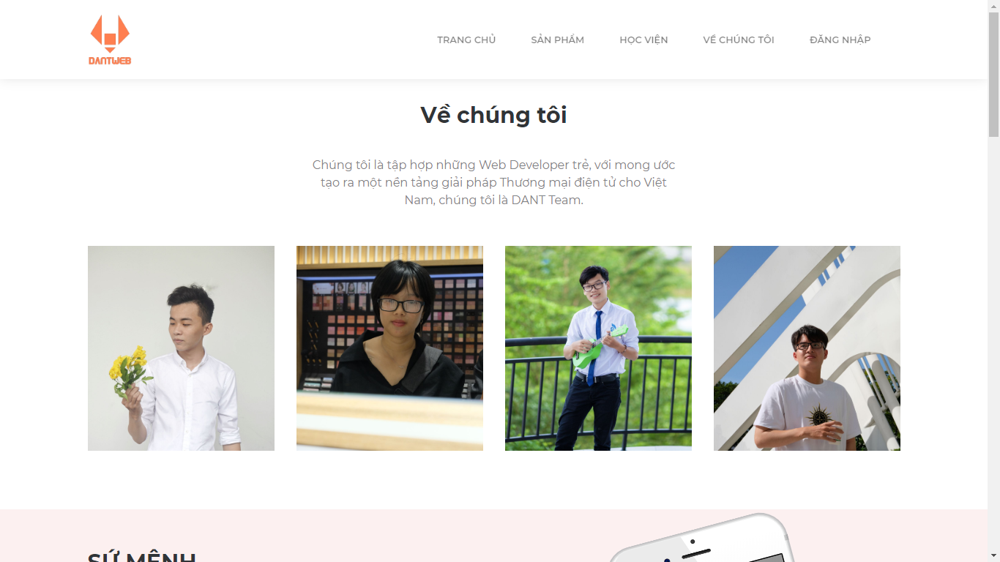 DANTWEB
TRANG CHỦ SẢN PHẨM HỌC VIỆN VỀ CHÚNG TÔI ĐĂNG NHẬP
Về chúng tôi
Chúng tôi là tập hợp những Web Developer trẻ, với mong ước
tạo ra một nền tảng giải pháp Thương mại điện tử cho Việt
Nam, chúng tôi là DANT Team.
SỨ MỆNH